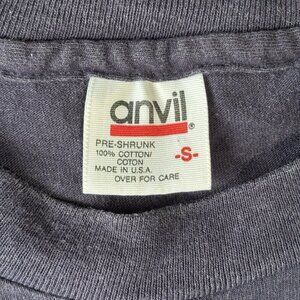 anvil®
PRE-SHRUNK
100% COTTON/
COTON
MADE IN U.S.A.
OVER FOR CARE
-S-